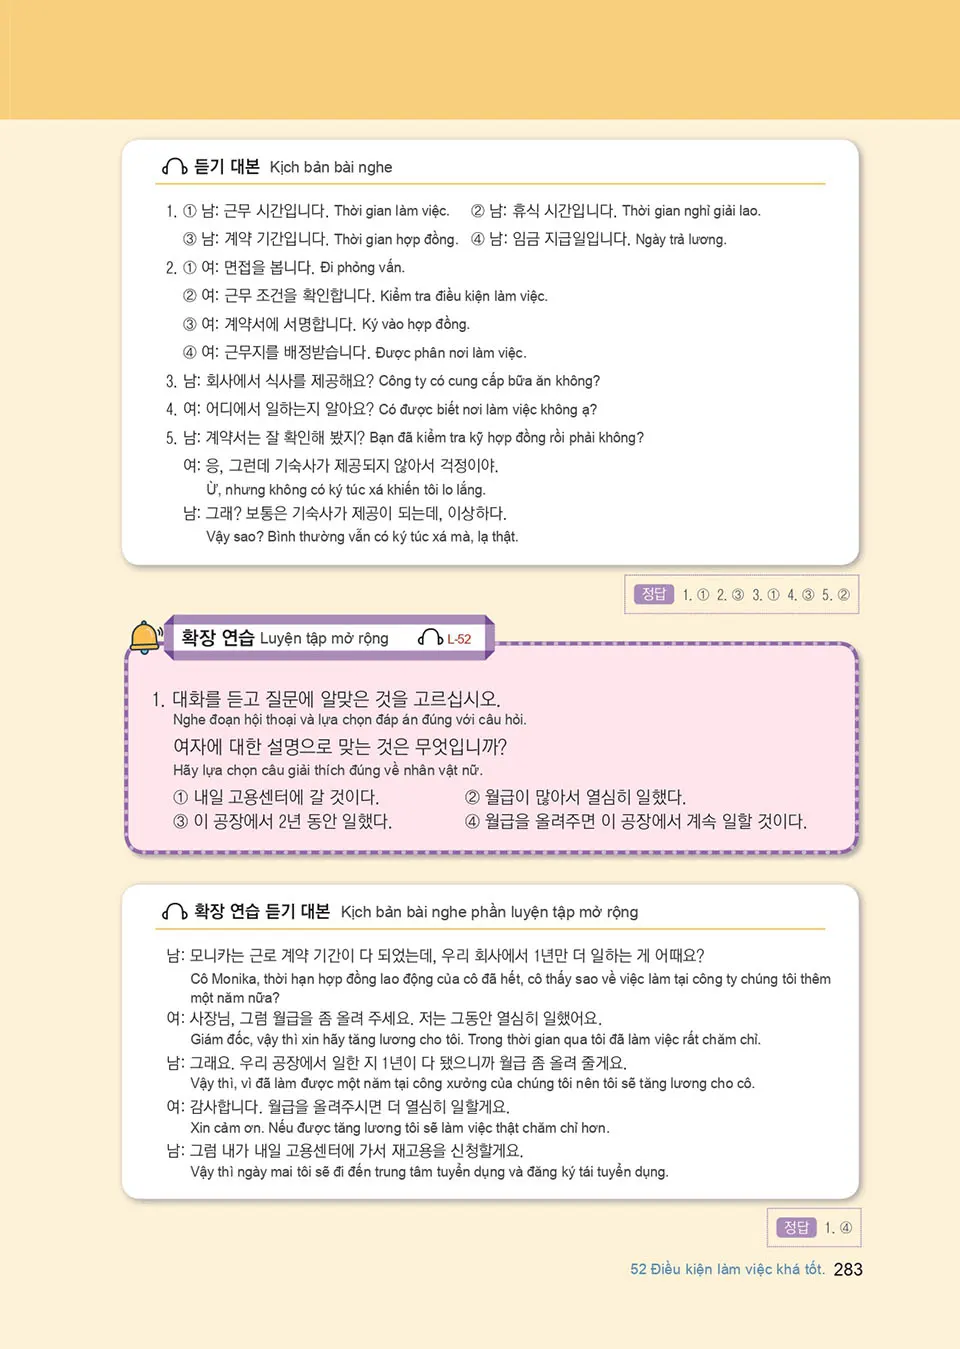 듣기 대본 Kịch bản bài nghe
1. ① 남: 근무 시간입니다. Thời gian làm việc. ② 남: 휴식 시간입니다. Thời gian nghỉ giải lao.
③ 남: 계약 기간입니다. Thời gian hợp đồng. ④ 남: 임금 지급일입니다. Ngày trả lương.
2. ① 여: 면접을 봅니다. Đi phỏng vấn.
② 여: 근무 조건을 확인합니다. Kiểm tra điều kiện làm việc.
③ 여: 계약서에 서명합니다. Ký vào hợp đồng.
④ 여: 근무지를 배정받습니다. Được phân nơi làm việc.
3. 남: 회사에서 식사를 제공해요? Công ty có cung cấp bữa ăn không?
4. 여: 어디에서 일하는지 알아요? Có được biết nơi làm việc không ạ?
5. 남: 계약서는 잘 확인해 봤지? Bạn đã kiểm tra kỹ hợp đồng rồi phải không?
여: 응, 그런데 기숙사가 제공되지 않아서 걱정이야.
Ừ, nhưng không có ký túc xá khiến tôi lo lắng.
남: 그래? 보통은 기숙사가 제공이 되는데, 이상하다.
Vậy sao? Bình thường vẫn có ký túc xá mà, lạ thật.
정답 1. ① 2. ③ 3. ① 4. ③ 5. ②
확장 연습 Luyện tập mở rộng L-52
1. 대화를 듣고 질문에 알맞은 것을 고르십시오.
Nghe đoạn hội thoại và lựa chọn đáp án đúng với câu hỏi.
여자에 대한 설명으로 맞는 것은 무엇입니까?
Hãy lựa chọn câu giải thích đúng về nhân vật nữ.
① 내일 고용센터에 갈 것이다. ② 월급이 많아서 열심히 일했다.
③ 이 공장에서 2년 동안 일했다. ④ 월급을 올려주면 이 공장에서 계속 일할 것이다.
확장 연습 듣기 대본 Kịch bản bài nghe phần luyện tập mở rộng
남: 모니카는 근로 계약 기간이 다 되었는데, 우리 회사에서 1년만 더 일하는 게 어때요?
Cô Monika, thời hạn hợp đồng lao động của cô đã hết, cô thấy sao về việc làm tại công ty chúng tôi thêm
một năm nữa?
여: 사장님, 그럼 월급을 좀 올려 주세요. 저는 그동안 열심히 일했어요.
Giám đốc, vậy thì xin hãy tăng lương cho tôi. Trong thời gian qua tôi đã làm việc rất chăm chỉ.
남: 그래요. 우리 공장에서 일한 지 1년이 다 됐으니까 월급 좀 올려 줄게요.
Vậy thì, vì đã làm được một năm tại công xưởng của chúng tôi nên tôi sẽ tăng lương cho cô.
여: 감사합니다. 월급을 올려주시면 더 열심히 일할게요.
Xin cảm ơn. Nếu được tăng lương tôi sẽ làm việc thật chăm chỉ hơn.
남: 그럼 내가 내일 고용센터에 가서 재고용을 신청할게요.
Vậy thì ngày mai tôi sẽ đi đến trung tâm tuyển dụng và đăng ký tái tuyển dụng.
정답 1. ④
52 Điều kiện làm việc khá tốt. 283